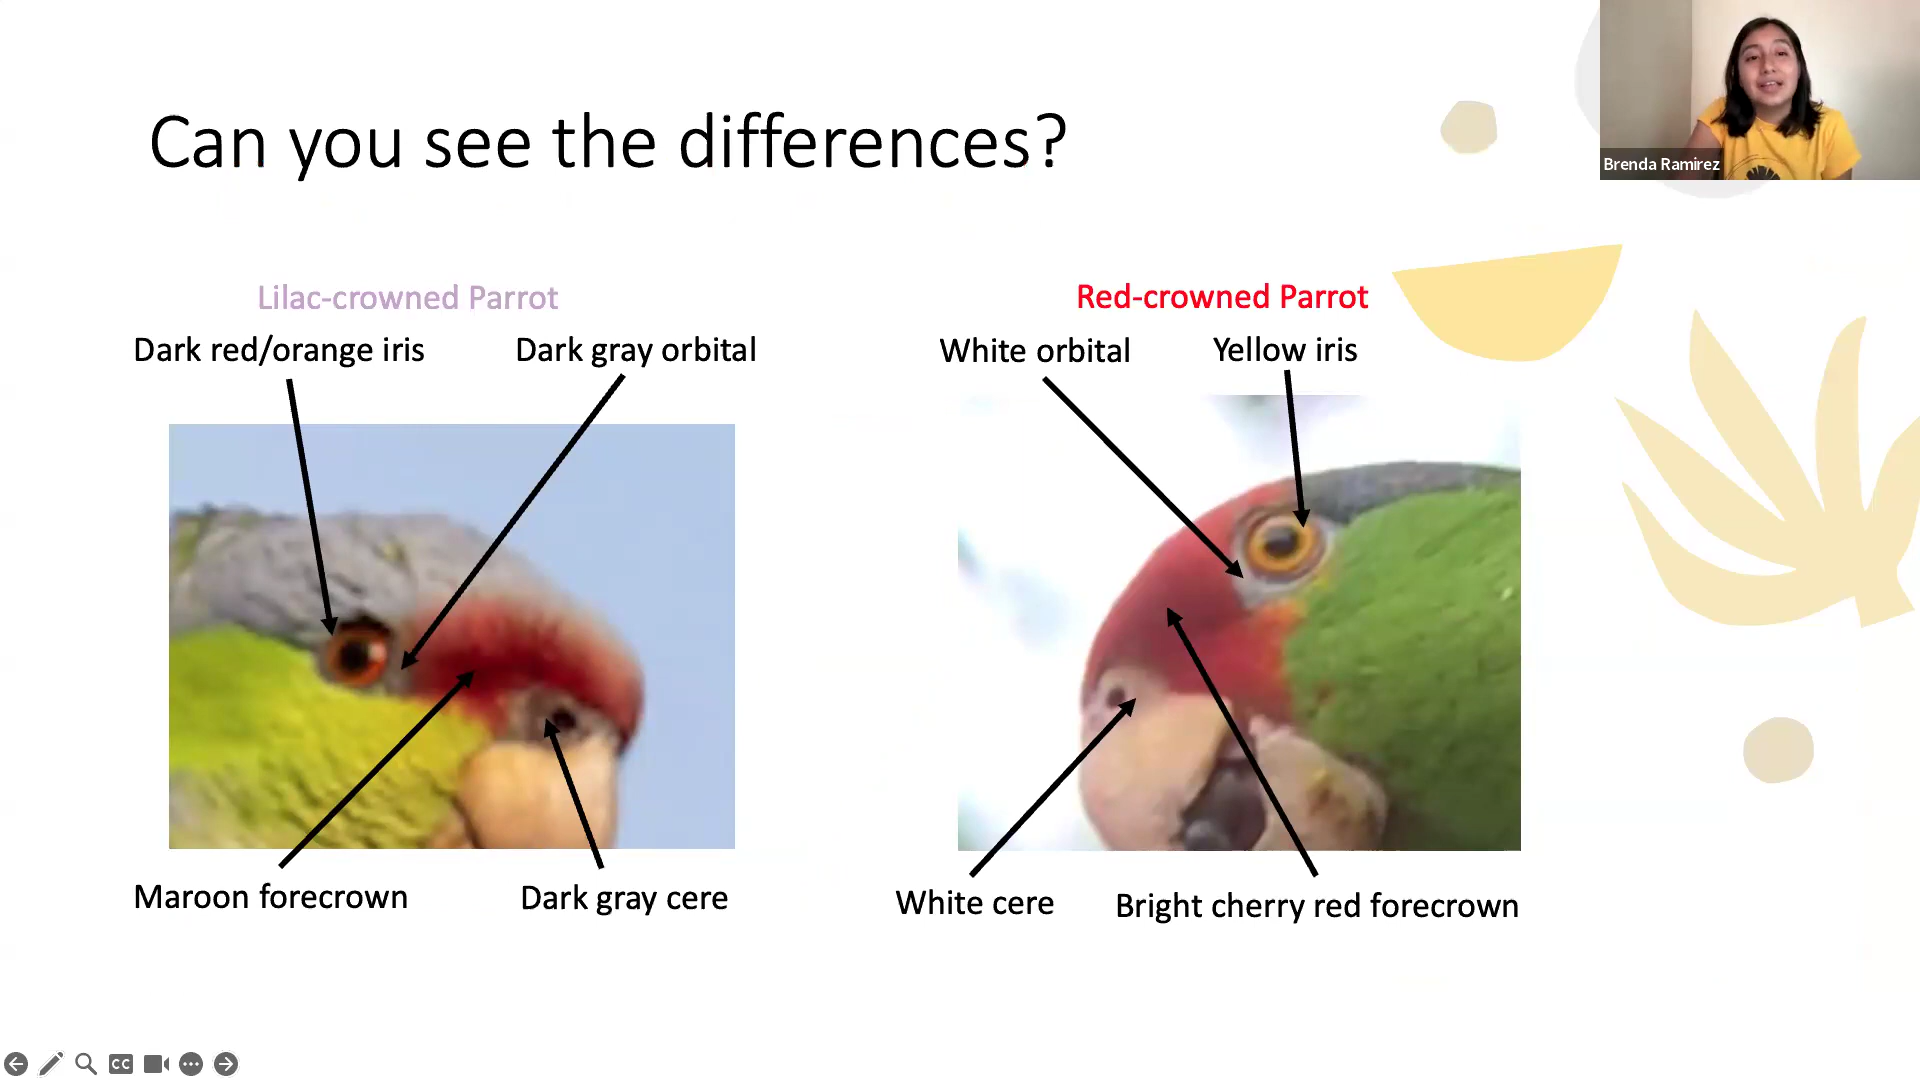 Can you see the differences?
Brenda Ramirez
Lilac-crowned Parrot
Dark red/orange iris
Dark gray orbital
Maroon forecrown
Dark gray cere
Red-crowned Parrot
White orbital
Yellow iris
White cere
Bright cherry red forecrown
CC